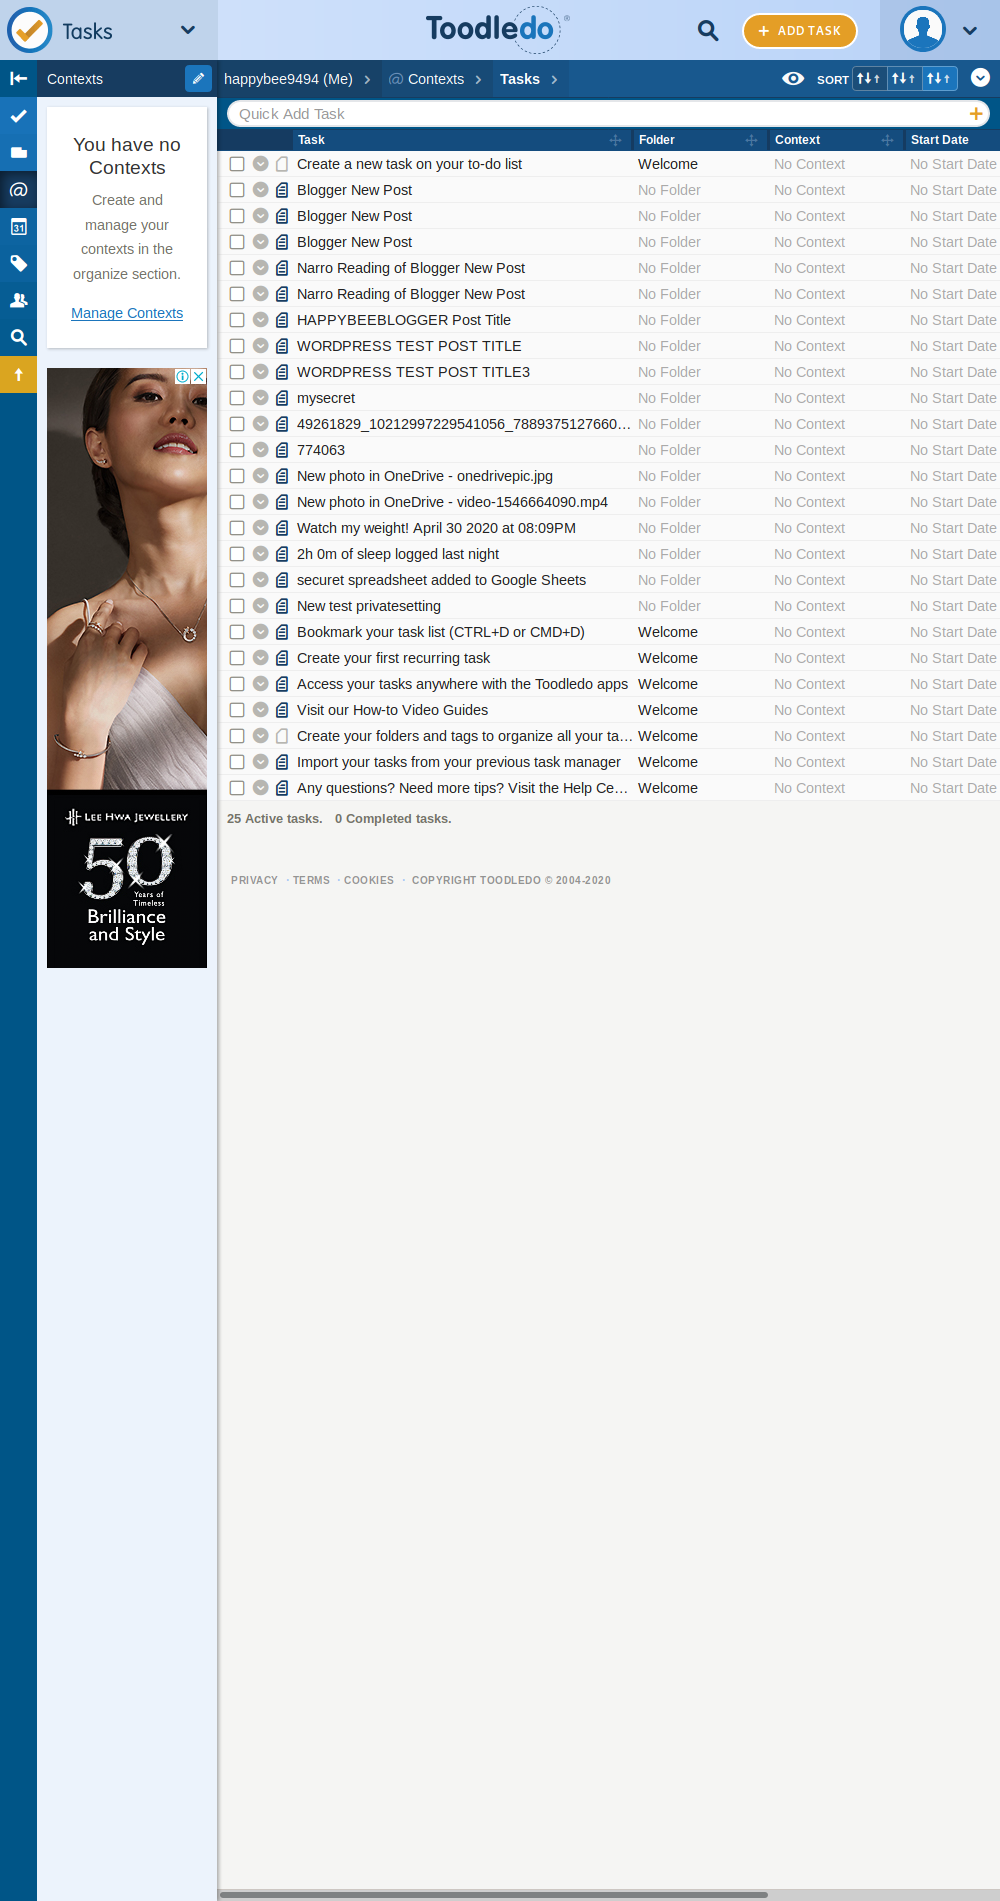 Tasks
Toodledo®
+ ADD TASK
Contexts
happybee9494 (Me)
@ Contexts
Tasks
SORT
Quick Add Task
+
Task Folder Context Start Date
You have no
Contexts
Create and
manage your
contexts in the
organize section.
Manage Contexts
@
31
Create a new task on your to-do list Welcome No Context No Start Date
Blogger New Post No Folder No Context No Start Date
Blogger New Post No Folder No Context No Start Date
Blogger New Post No Folder No Context No Start Date
Narro Reading of Blogger New Post No Folder No Context No Start Date
Narro Reading of Blogger New Post No Folder No Context No Start Date
HAPPYBEEBLOGGER Post Title No Folder No Context No Start Date
WORDPRESS TEST POST TITLE No Folder No Context No Start Date
WORDPRESS TEST POST TITLE3 No Folder No Context No Start Date
mysecret No Folder No Context No Start Date
49261829_10212997229541056_7889375127660... No Folder No Context No Start Date
774063 No Folder No Context No Start Date
New photo in OneDrive - onedrivepic.jpg No Folder No Context No Start Date
New photo in OneDrive - video-1546664090.mp4 No Folder No Context No Start Date
Watch my weight! April 30 2020 at 08:09PM No Folder No Context No Start Date
2h 0m of sleep logged last night No Folder No Context No Start Date
securet spreadsheet added to Google Sheets No Folder No Context No Start Date
New test privatesetting No Folder No Context No Start Date
Bookmark your task list (CTRL+D or CMD+D) Welcome No Context No Start Date
Create your first recurring task Welcome No Context No Start Date
Access your tasks anywhere with the Toodledo apps Welcome No Context No Start Date
Visit our How-to Video Guides Welcome No Context No Start Date
Create your folders and tags to organize all your ta... Welcome No Context No Start Date
Import your tasks from your previous task manager Welcome No Context No Start Date
Any questions? Need more tips? Visit the Help Ce... Welcome No Context No Start Date
25 Active tasks. 0 Completed tasks.
LEE HWA JEWELLERY
50
Years of
Timeless
Brilliance
and Style
PRIVACY · TERMS · COOKIES · COPYRIGHT TOODLEDO © 2004-2020